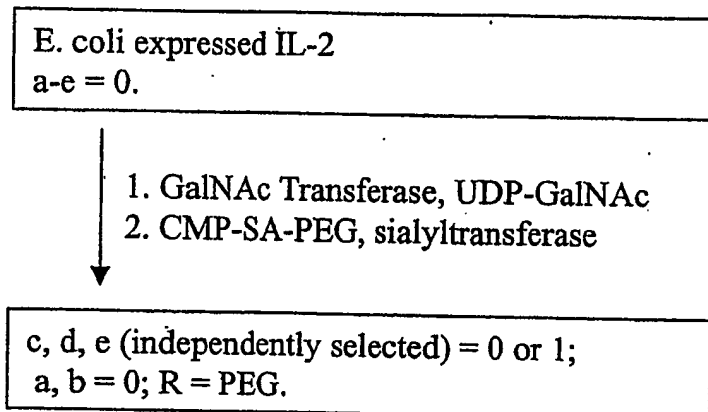 E. coli expressed IL-2
a-e = 0.
1. GalNAc Transferase, UDP-GalNAc
2. CMP-SA-PEG, sialyltransferase
c, d, e (independently selected) = 0 or 1;
a, b = 0; R = PEG.